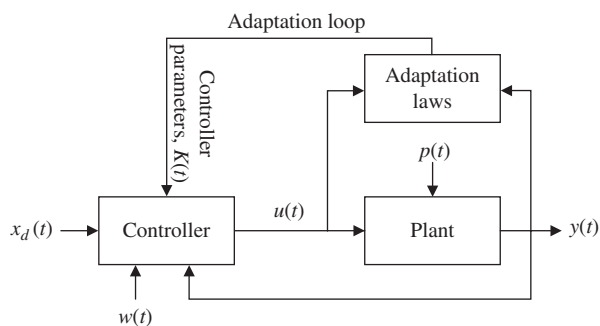 Adaptation loop
Controller
parameters, K(t)
Adaptation
laws
p(t)
u(t)
x_d(t)
Controller
Plant
y(t)
w(t)